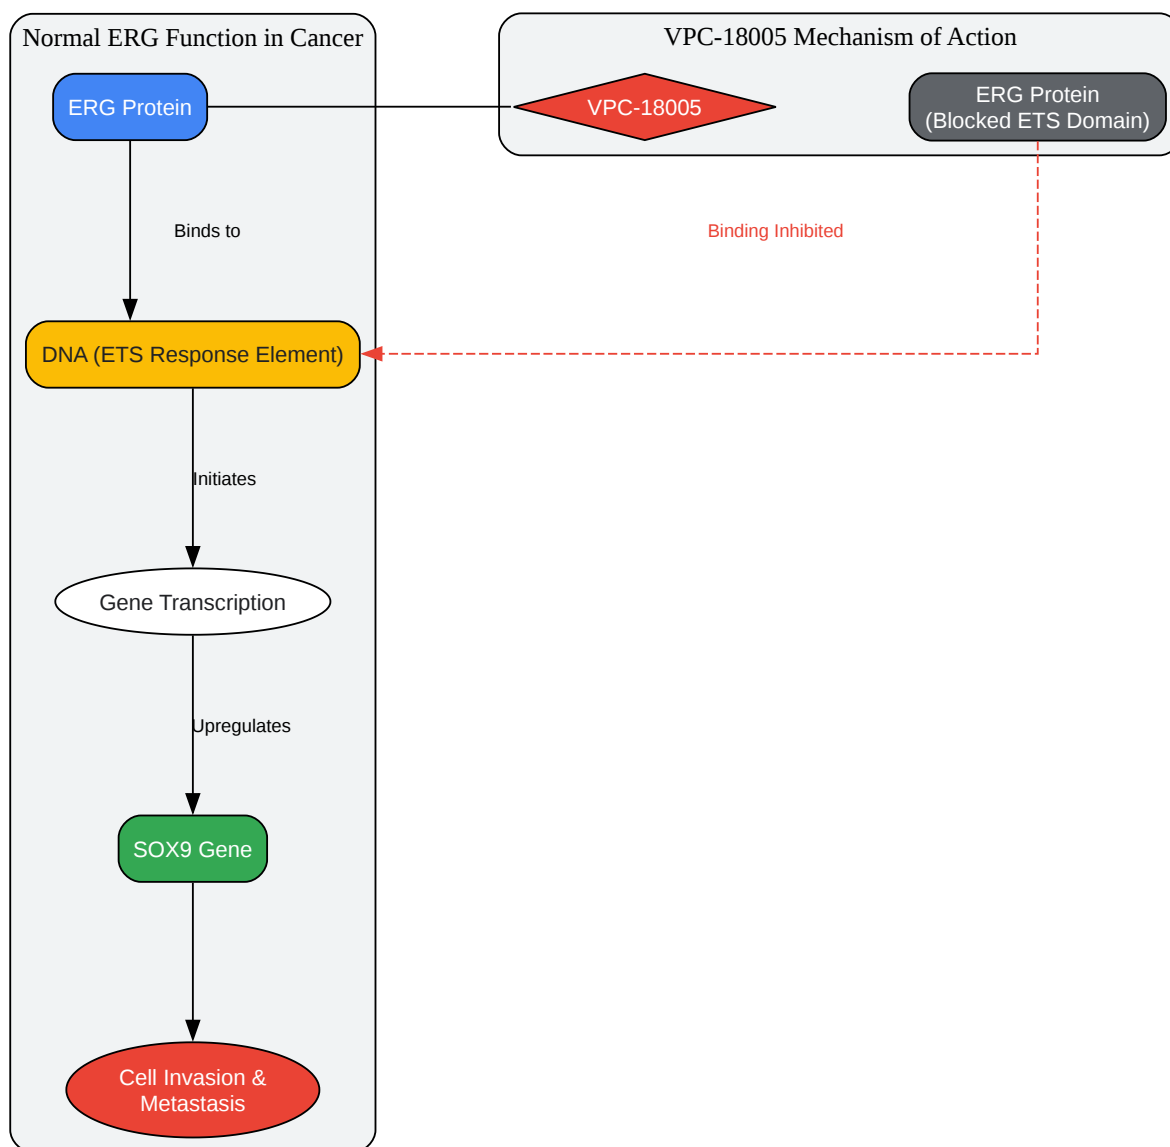 Normal ERG Function in Cancer
VPC-18005 Mechanism of Action
ERG Protein
VPC-18005
ERG Protein
(Blocked ETS Domain)
Binds to
Binding Inhibited
DNA (ETS Response Element)
Initiates
Gene Transcription
Upregulates
SOX9 Gene
Cell Invasion &
Metastasis